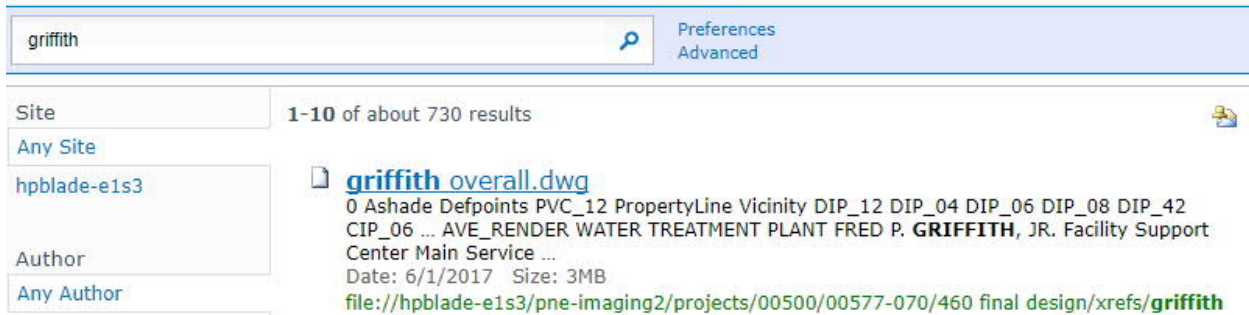 griffith
Preferences
Advanced
Site
Any Site
hpblade-e1s3
Author
Any Author
1-10 of about 730 results
griffith overall.dwg
0 Ashade Defpoints PVC_12 PropertyLine Vicinity DIP_12 DIP_04 DIP_06 DIP_08 DIP_42
CIP_06 ... AVE_RENDER WATER TREATMENT PLANT FRED P. GRIFFITH, JR. Facility Support
Center Main Service ...
Date: 6/1/2017 Size: 3MB
file://hpblade-e1s3/pne-imaging2/projects/00500/00577-070/460 final design/xrefs/griffith